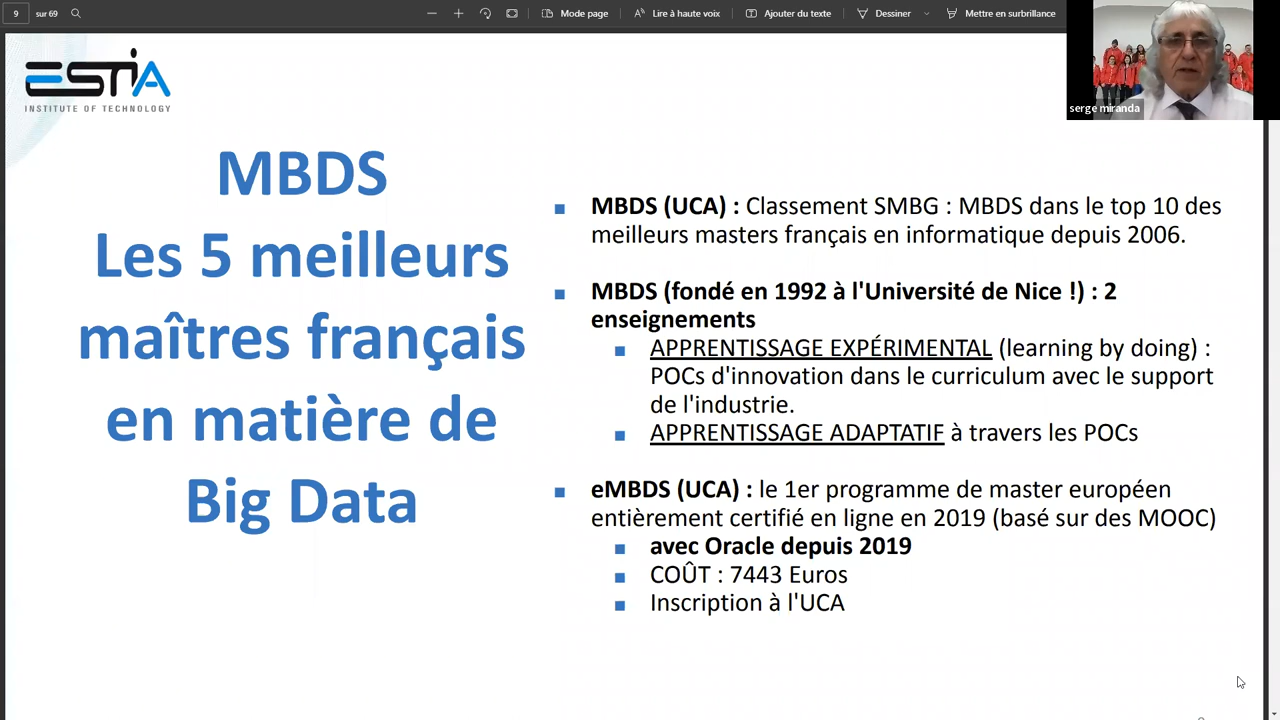 9 sur 69 Mode page Lire à haute voix Ajouter du texte Dessiner Mettre en surbrillance
serge miranda
ESTIA
INSTITUTE OF TECHNOLOGY
MBDS
Les 5 meilleurs
maîtres français
en matière de
Big Data
MBDS (UCA) : Classement SMBG : MBDS dans le top 10 des
meilleurs masters français en informatique depuis 2006.
MBDS (fondé en 1992 à l'Université de Nice !) : 2
enseignements
APPRENTISSAGE EXPÉRIMENTAL (learning by doing) :
POCs d'innovation dans le curriculum avec le support
de l'industrie.
APPRENTISSAGE ADAPTATIF à travers les POCs
eMBDS (UCA) : le 1er programme de master européen
entièrement certifié en ligne en 2019 (basé sur des MOOC)
avec Oracle depuis 2019
COÛT : 7443 Euros
Inscription à l'UCA